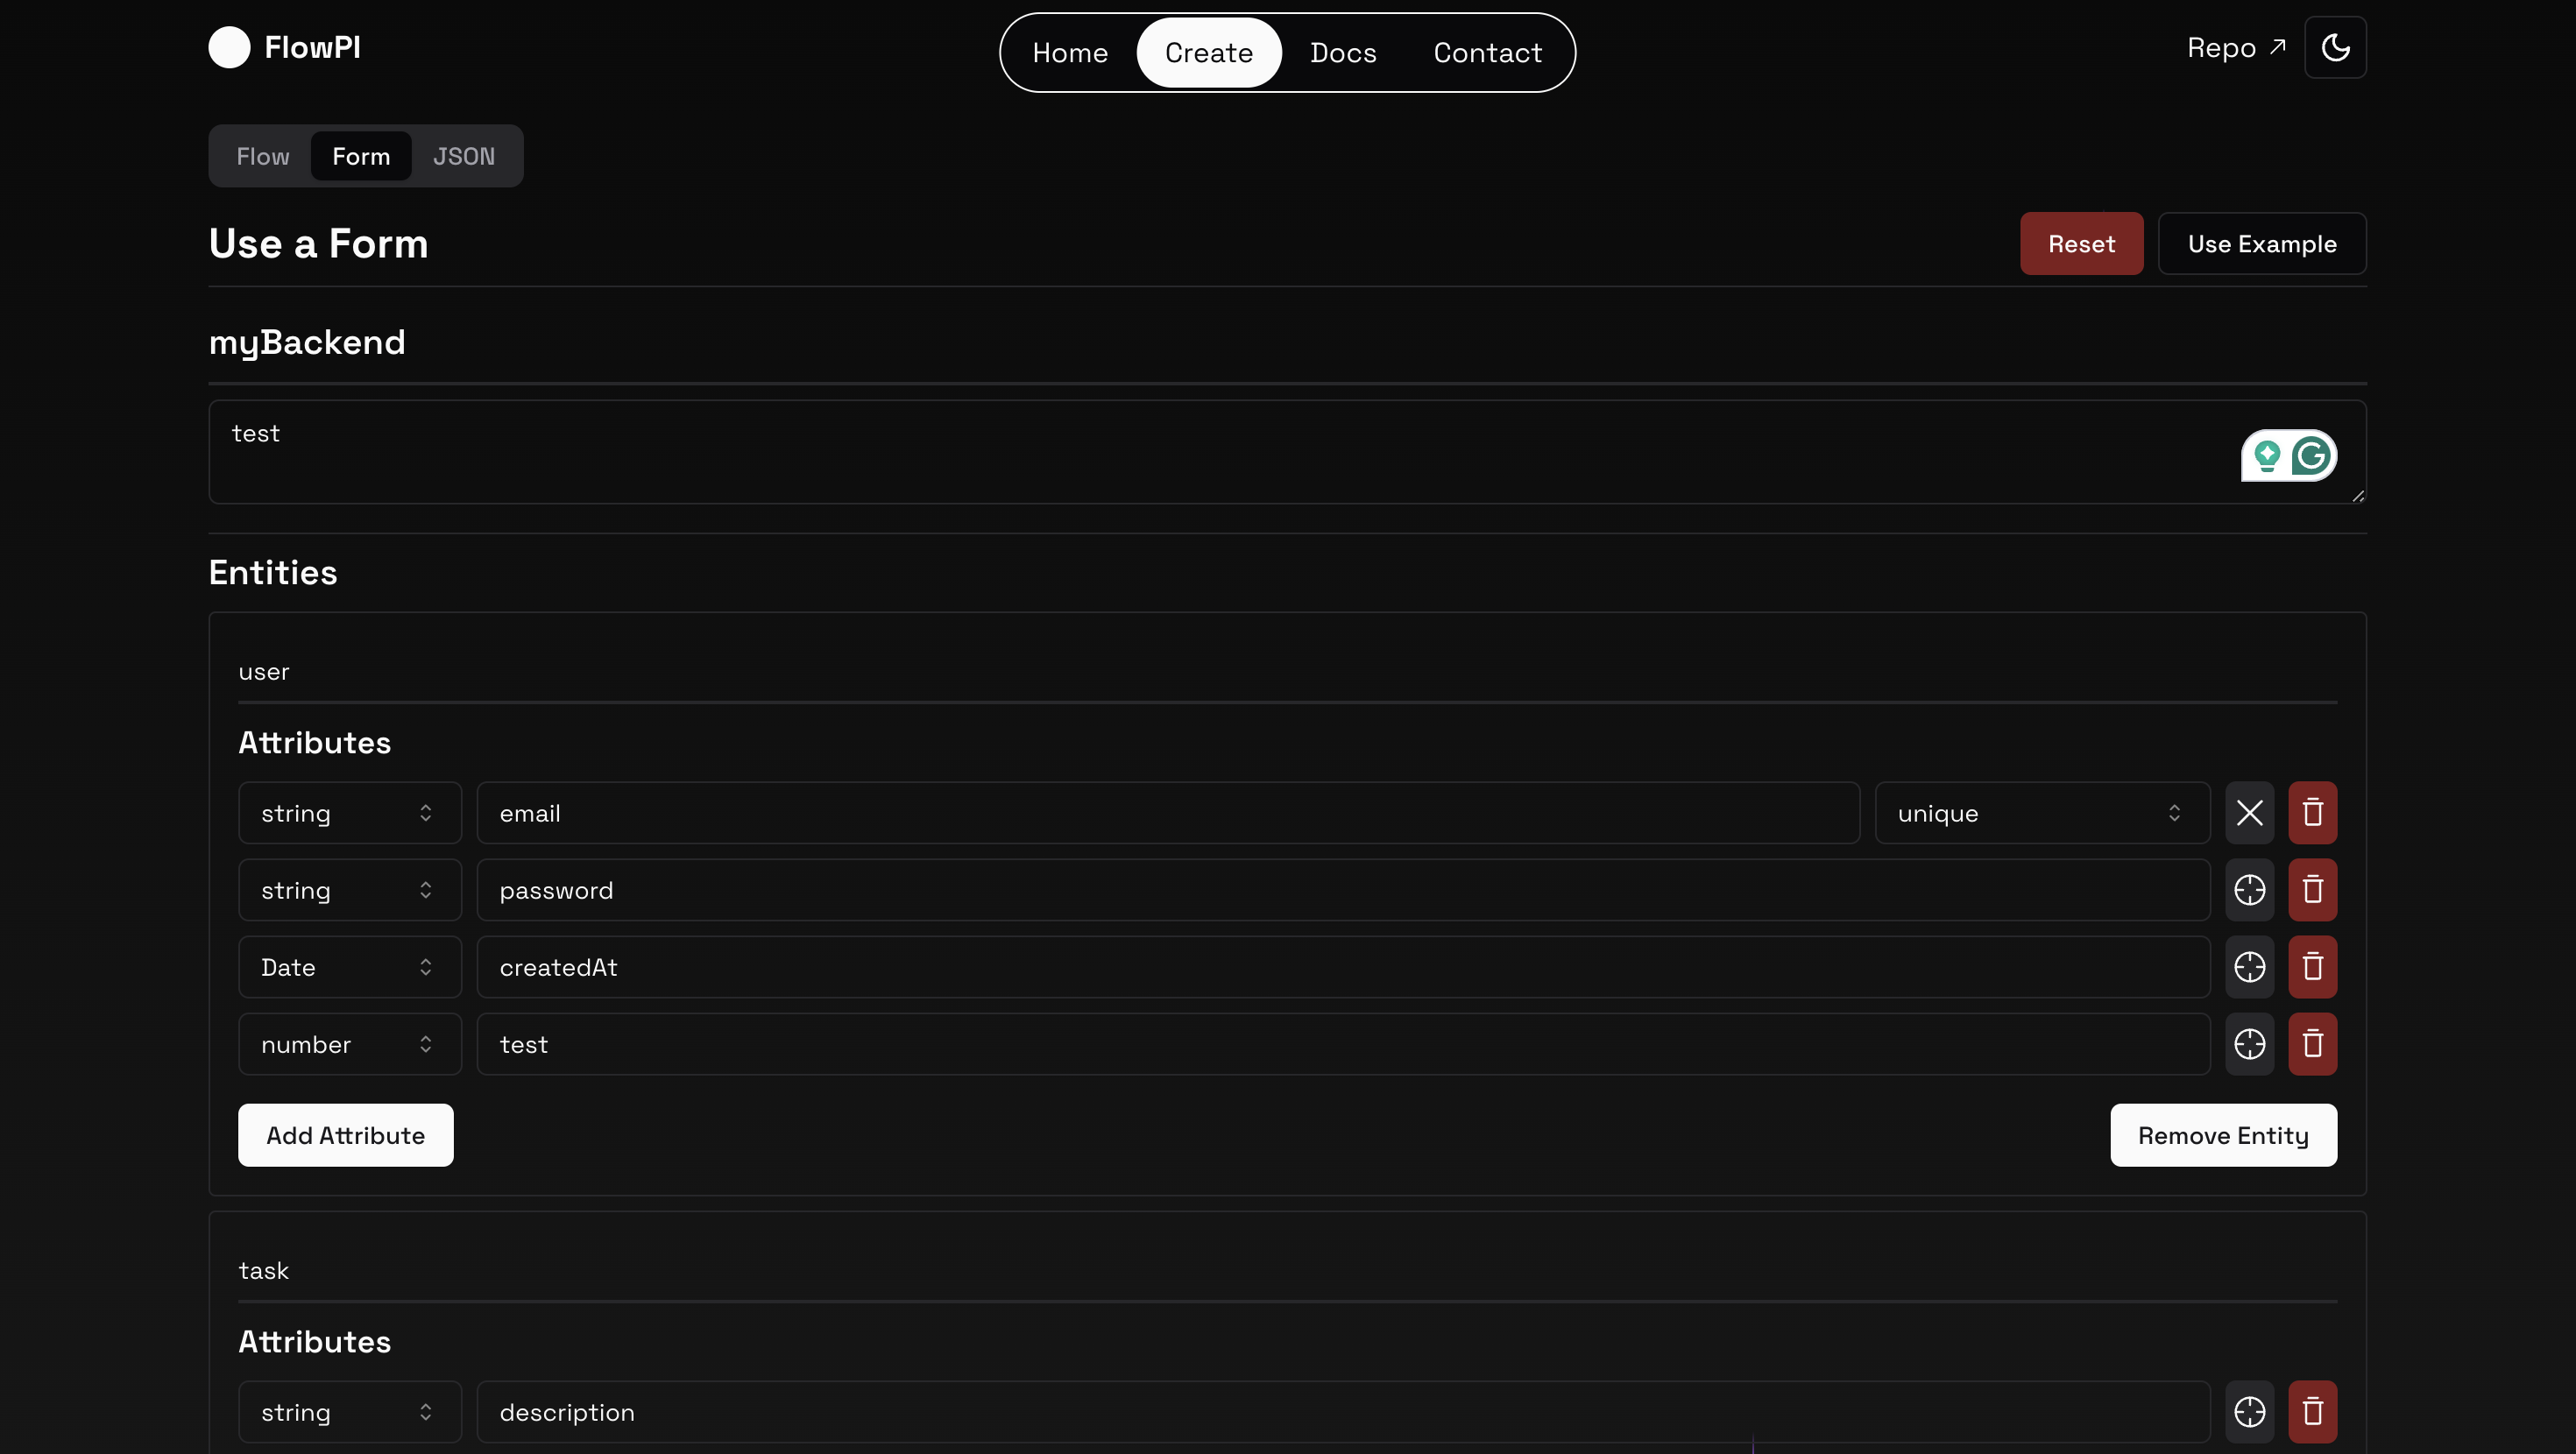 FlowPI
Home Create Docs Contact
Repo ↗
Flow Form JSON
Use a Form
Reset Use Example
myBackend
test
Entities
user
Attributes
string email unique
string password
Date createdAt
number test
Add Attribute Remove Entity
task
Attributes
string description